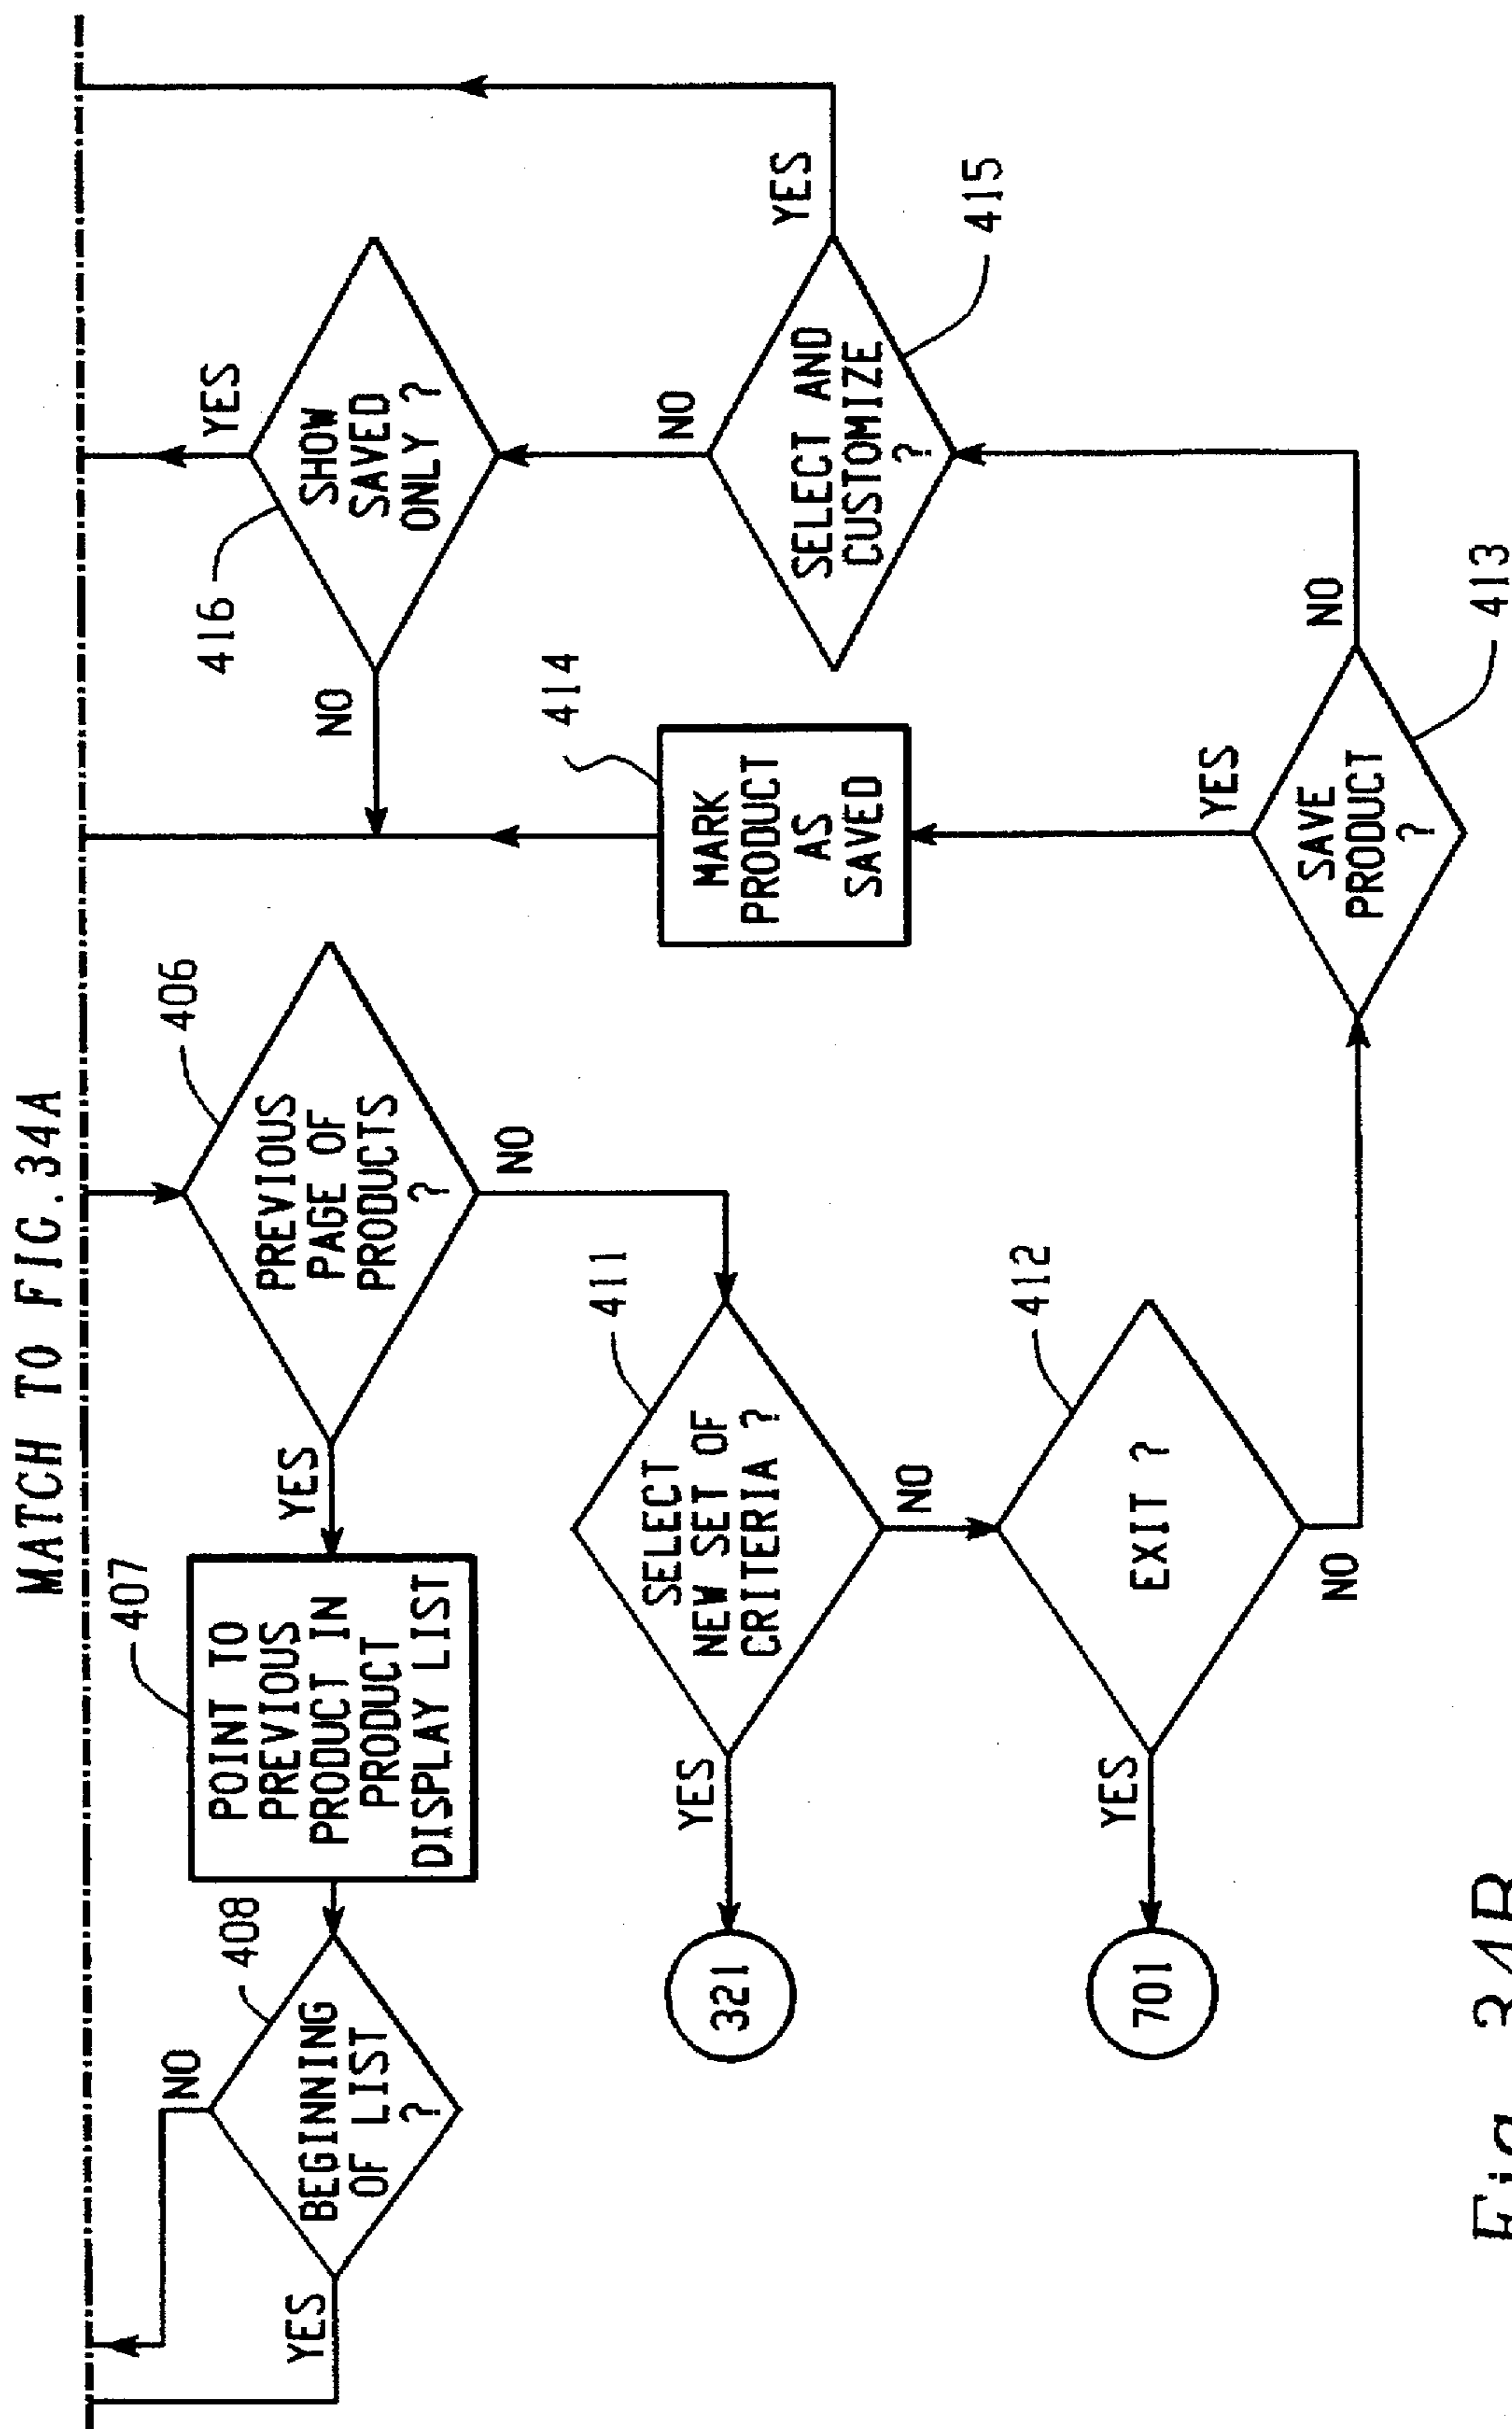 MATCH TO FIG. 34A
408
BEGINNING
OF LIST
?
NO
YES
407
POINT TO
PREVIOUS
PRODUCT IN
PRODUCT
DISPLAY LIST
YES
406
PREVIOUS
PAGE OF
PRODUCTS
?
NO
416
SHOW
SAVED
ONLY ?
YES
NO
321
YES
411
SELECT
NEW SET OF
CRITERIA ?
NO
414
MARK
PRODUCT
AS
SAVED
415
SELECT AND
CUSTOMIZE
?
NO
YES
701
YES
412
EXIT ?
NO
413
SAVE
PRODUCT
?
YES
NO
Fig. 34B